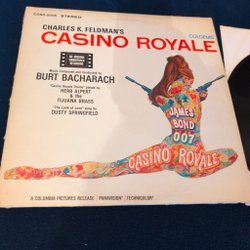 COSO-5005 STEREO
CHARLES K. FELDMAN'S
COLGEMS
CASINO ROYALE
Music Composed and Conducted by
BURT BACHARACH
"Casino Royale Theme" played by
HERB ALPERT
& the
TIJUANA BRASS
"The Look of Love" sung by
DUSTY SPRINGFIELD
JAMES
BOND
007
CASINO ROYALE
A COLUMBIA PICTURES RELEASE PANAVISION® TECHNICOLOR®